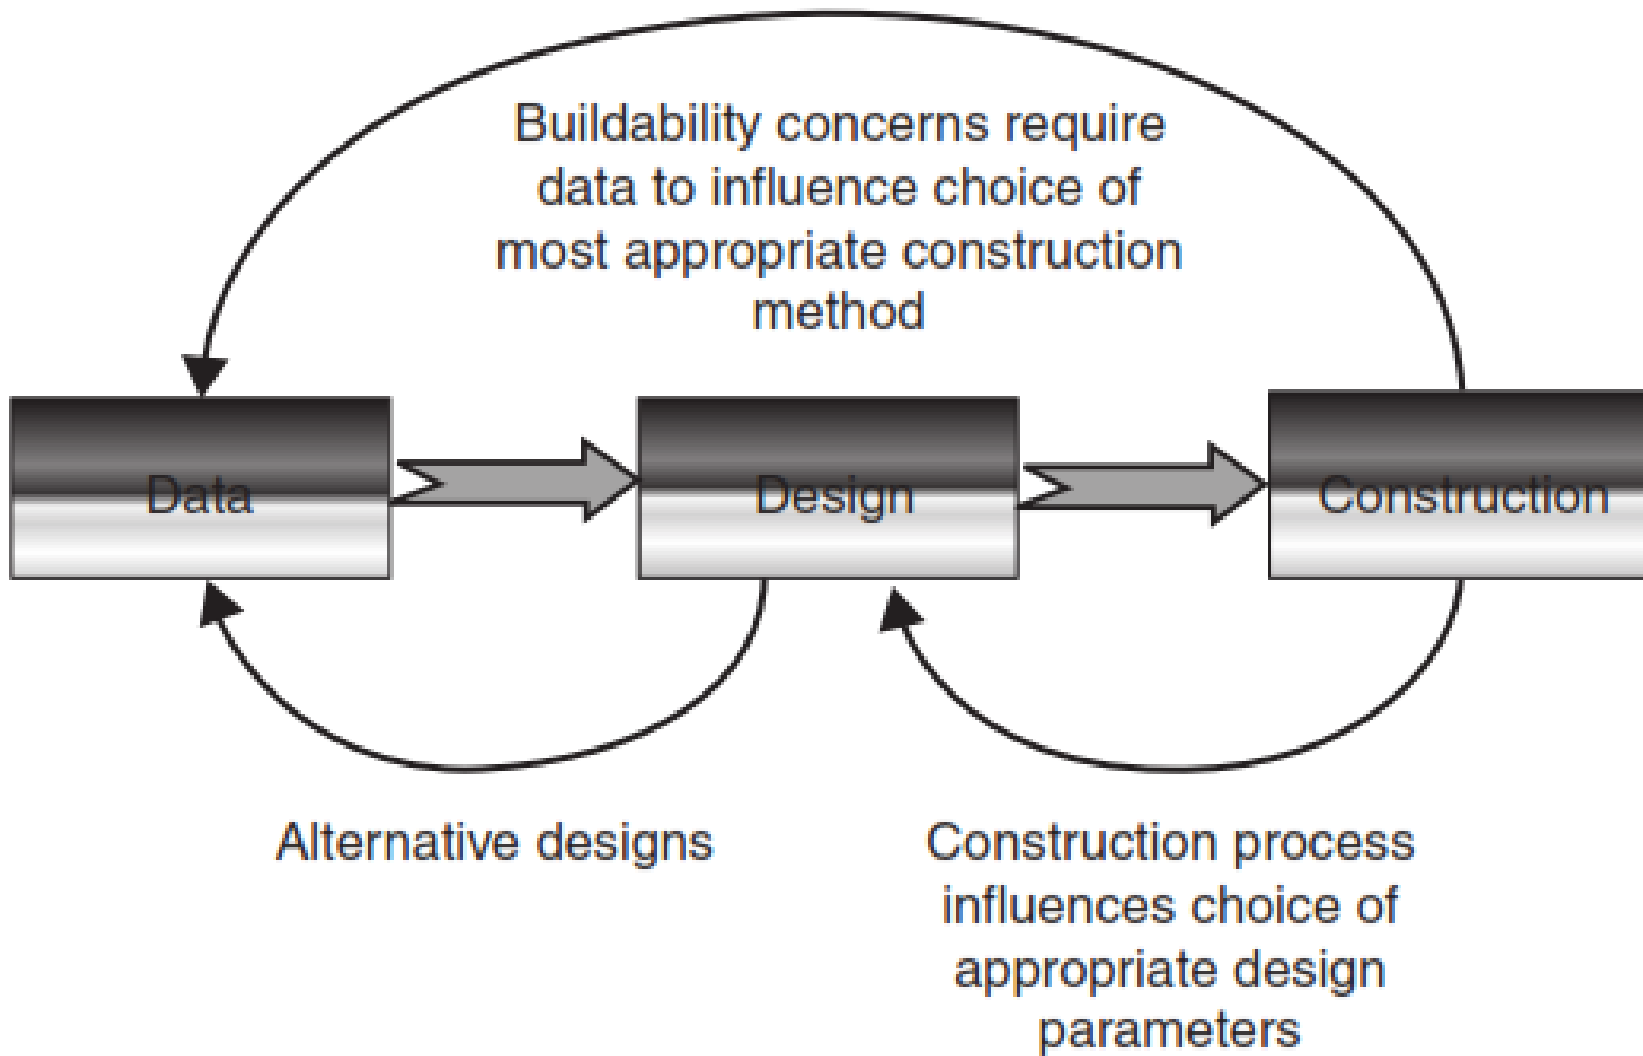 Buildability concerns require
data to influence choice of
most appropriate construction
method
Data
Design
Construction
Alternative designs
Construction process
influences choice of
appropriate design
parameters